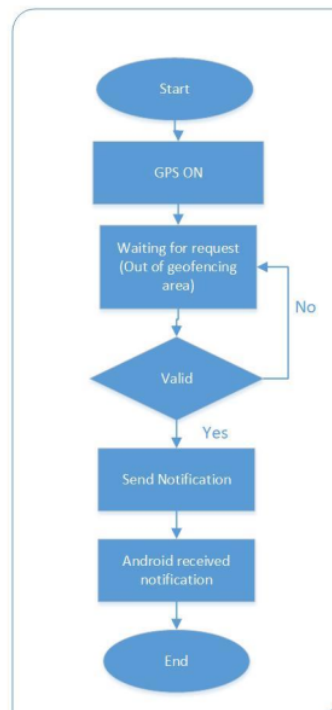 Start
GPS ON
Waiting for request
(Out of geofencing
area)
No
Valid
Yes
Send Notification
Android received
notification
End